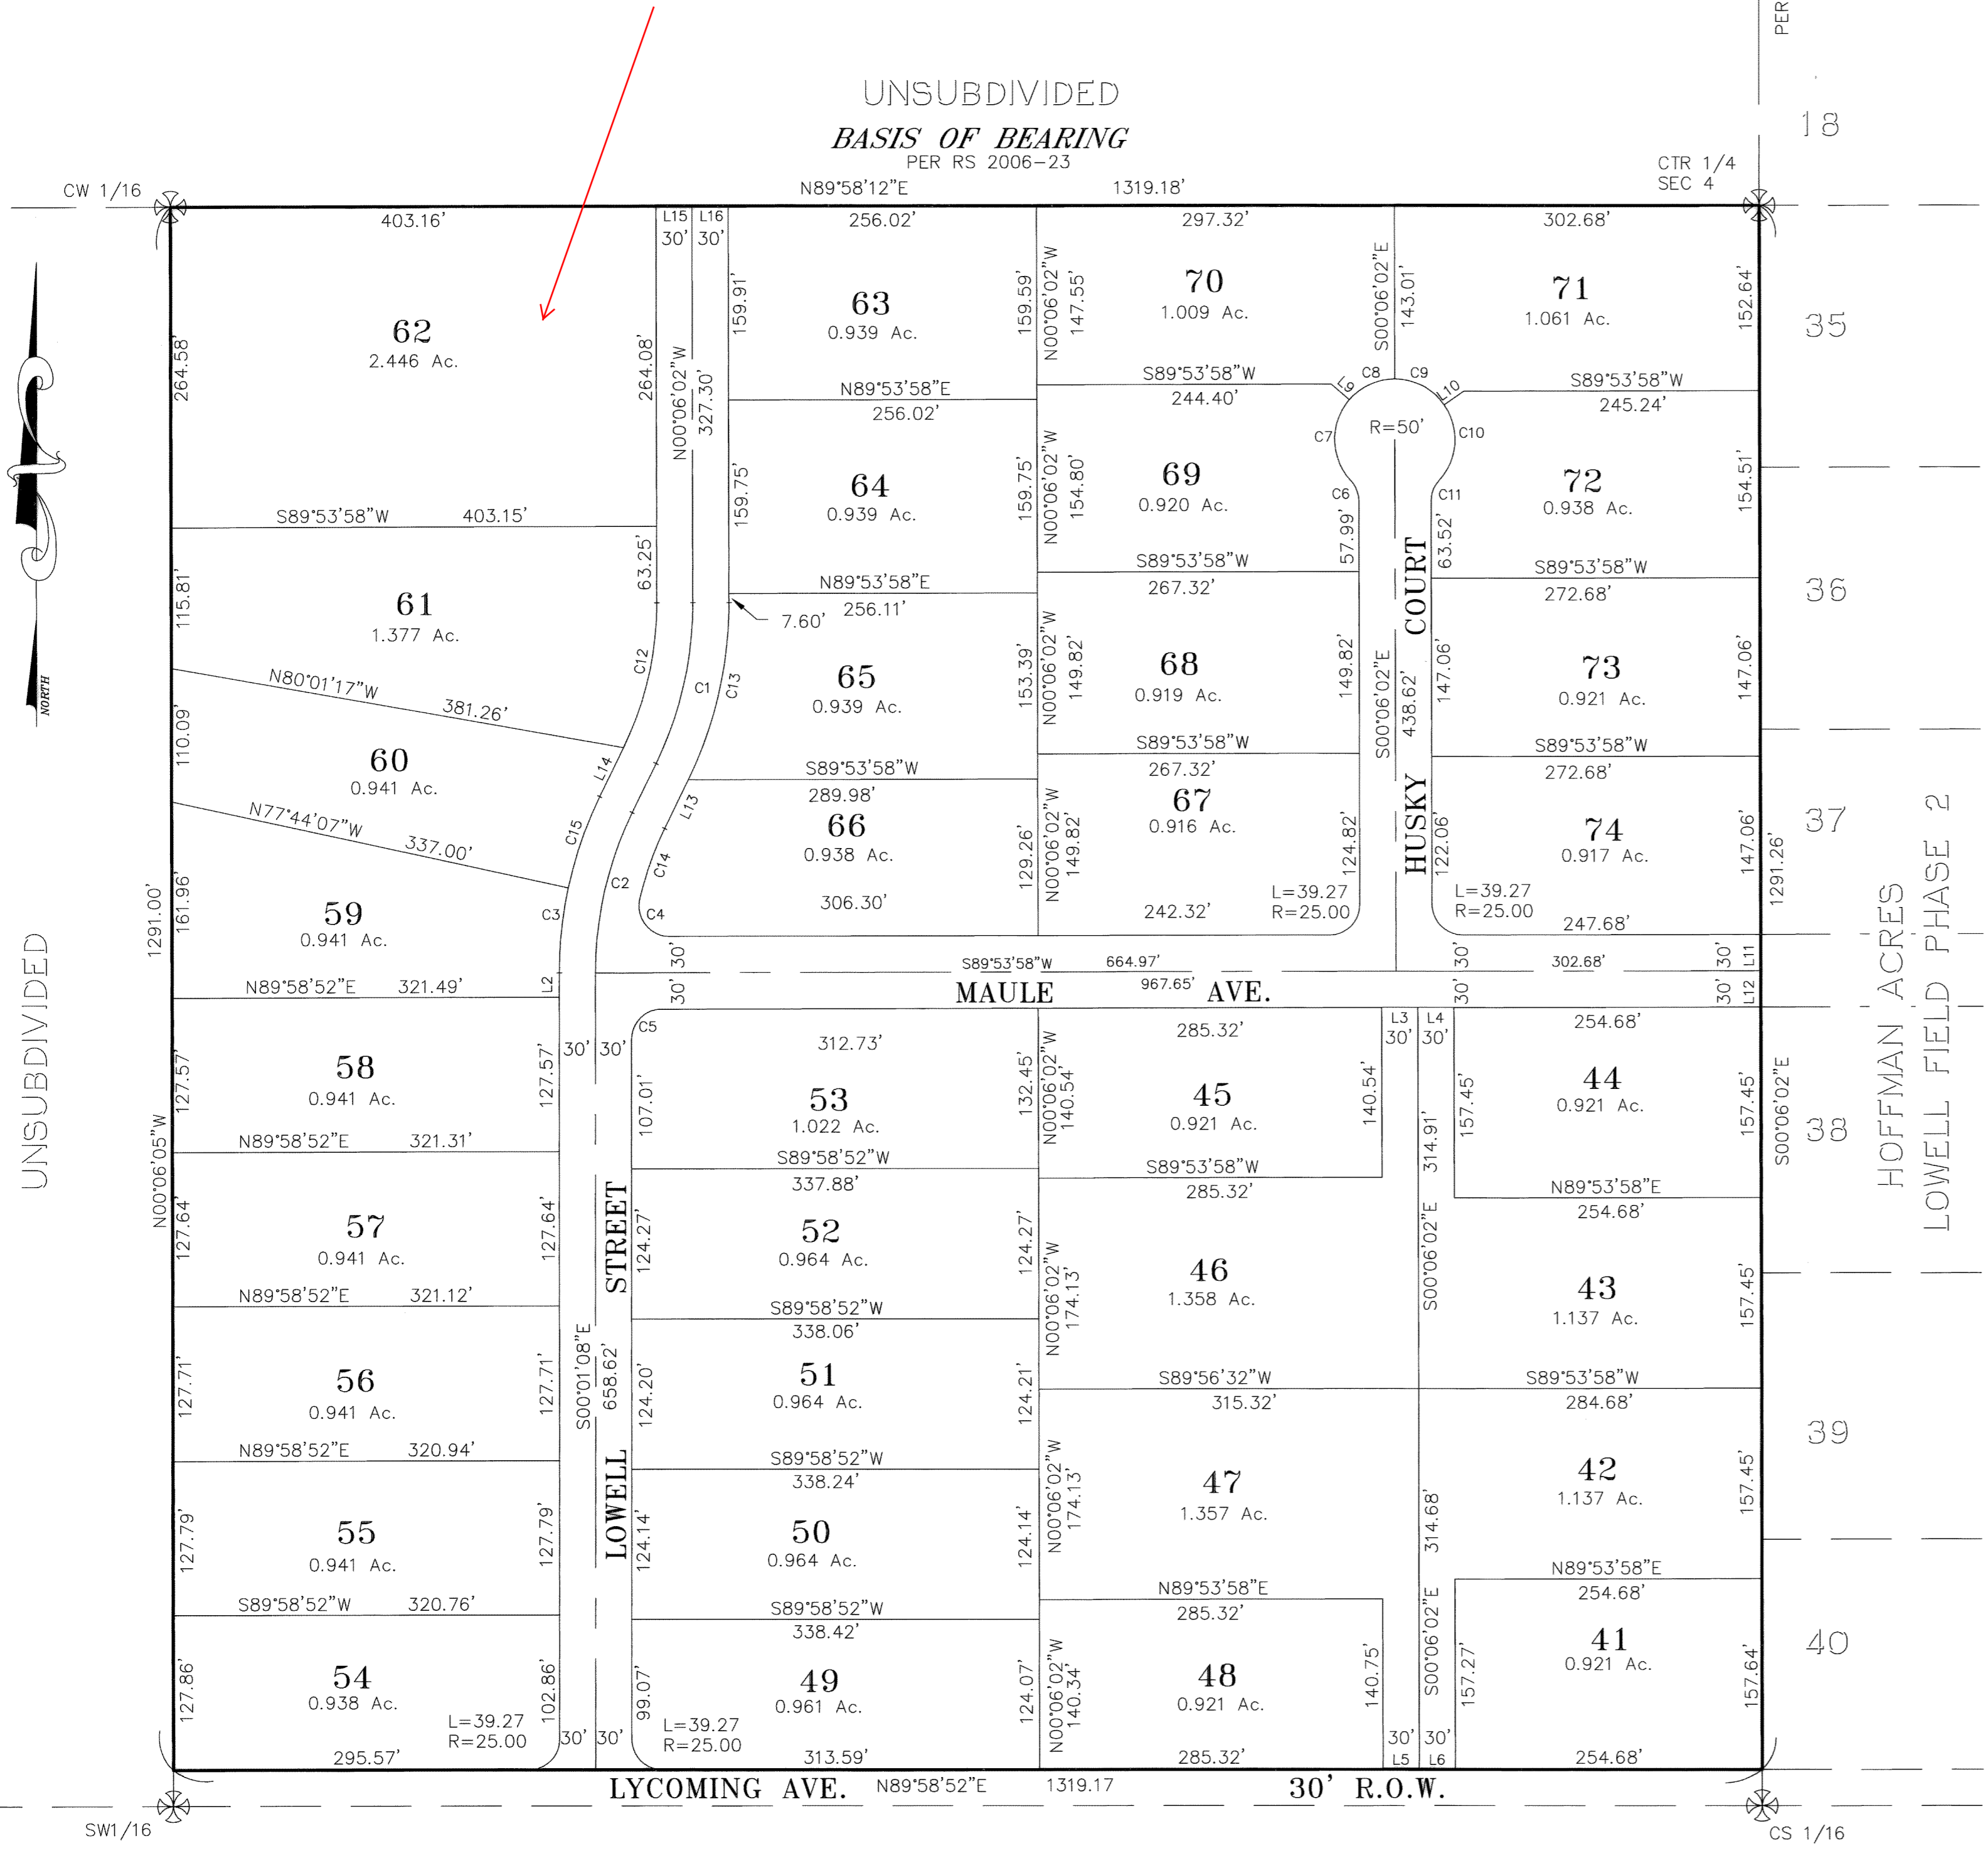 PER
UNSUBDIVIDED
18
BASIS OF BEARING
PER RS 2006-23
CTR 1/4
SEC 4
CW 1/16
N89°58'12"E 1319.18'
403.16'
L15 L16
30' 30'
256.02'
297.32'
302.68'
62
2.446 Ac.
264.58'
264.08'
N00°06'02"W
327.30'
159.91'
63
0.939 Ac.
159.59'
N00°06'02"W
147.55'
70
1.009 Ac.
S00°06'02"E
143.01'
71
1.061 Ac.
152.64'
35
N89°53'58"E
256.02'
S89°53'58"W
244.40'
L9
C8
C9
L10
S89°53'58"W
245.24'
C7
R=50'
C10
NORTH
S89°53'58"W 403.15'
64
0.939 Ac.
159.75'
159.75'
N00°06'02"W
154.80'
69
0.920 Ac.
C6
57.99'
C11
63.52'
72
0.938 Ac.
154.51'
36
61
1.377 Ac.
115.81'
63.25'
N89°53'58"E
256.11'
7.60'
S89°53'58"W
267.32'
S89°53'58"W
272.68'
HUSKY COURT
S00°06'02"E
438.62'
N80°01'17"W
381.26'
C12
C1
C13
65
0.939 Ac.
153.39'
N00°06'02"W
149.82'
68
0.919 Ac.
149.82'
147.06'
73
0.921 Ac.
147.06'
60
0.941 Ac.
110.09'
L14
S89°53'58"W
289.98'
S89°53'58"W
267.32'
S89°53'58"W
272.68'
N77°44'07"W
337.00'
C15
L13
66
0.938 Ac.
129.26'
N00°06'02"W
149.82'
67
0.916 Ac.
124.82'
122.06'
74
0.917 Ac.
147.06'
1291.26'
37
C14
C2
306.30'
L=39.27
R=25.00
L=39.27
R=25.00
242.32'
247.68'
59
0.941 Ac.
161.96'
1291.00'
C3
C4
UNSUBDIVIDED
HOFFMAN ACRES
LOWELL FIELD PHASE 2
N89°58'52"E 321.49'
L2
30'
30'
S89°53'58"W 664.97'
967.65'
MAULE AVE.
30'
30'
302.68'
30'
30'
L11
L12
C5
312.73'
285.32'
L3 L4
30' 30'
254.68'
30' 30'
58
0.941 Ac.
127.57'
127.57'
107.01'
53
1.022 Ac.
132.45'
N00°06'02"W
140.54'
45
0.921 Ac.
140.54'
314.91'
157.45'
44
0.921 Ac.
157.45'
S00°06'02"E
38
N89°58'52"E 321.31'
S89°58'52"W
337.88'
S89°53'58"W
285.32'
N89°53'58"E
254.68'
N00°06'05"W
57
0.941 Ac.
127.64'
127.64'
LOWELL STREET
124.27'
52
0.964 Ac.
124.27'
N00°06'02"W
174.13'
46
1.358 Ac.
S00°06'02"E
43
1.137 Ac.
157.45'
N89°58'52"E 321.12'
S89°58'52"W
338.06'
S00°01'08"E
658.62'
56
0.941 Ac.
127.71'
127.71'
124.20'
51
0.964 Ac.
124.21'
S89°56'32"W
315.32'
S89°53'58"W
284.68'
39
N89°58'52"E 320.94'
S89°58'52"W
338.24'
55
0.941 Ac.
127.79'
127.79'
124.14'
50
0.964 Ac.
124.14'
N00°06'02"W
174.13'
47
1.357 Ac.
314.68'
42
1.137 Ac.
157.45'
S89°58'52"W 320.76'
S89°58'52"W
338.42'
N89°53'58"E
285.32'
N89°53'58"E
254.68'
54
0.938 Ac.
127.86'
102.86'
L=39.27
R=25.00
99.07'
L=39.27
R=25.00
49
0.961 Ac.
124.07'
N00°06'02"W
140.34'
48
0.921 Ac.
140.75'
S00°06'02"E
157.27'
41
0.921 Ac.
157.64'
40
295.57'
30' 30'
313.59'
285.32'
30' 30'
L5 L6
254.68'
LYCOMING AVE. N89°58'52"E 1319.17 30' R.O.W.
SW1/16
CS 1/16